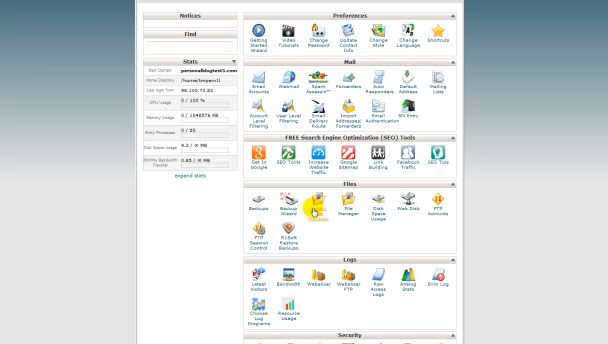 Notices
Find
Stats
Main Domain personalblogtest3.com
Home Directory /home/tmparn1l
Last login from 98.100.70.82
CPU Usage 0 / 100 %
Memory Usage 0 / 1048576 KB
Entry Processes 0 / 20
Disk Space Usage 9.2 / ∞ MB
Monthly Bandwidth Transfer 0.85 / ∞ MB
expand stats
Preferences
Getting Started Wizard
Video Tutorials
Change Password
Update Contact Info
Change Style
Change Language
Shortcuts
Mail
Email Accounts
Webmail
Spam Assassin™
Forwarders
Auto Responders
Default Address
Mailing Lists
Account Level Filtering
User Level Filtering
Email Delivery Route
Import Addresses/ Forwarders
Email Authentication
MX Entry
FREE Search Engine Optimization (SEO) Tools
Get In Google
SEO Tools
Increase Website Traffic
Google Sitemap
Link Building
Facebook Traffic
SEO Tips
Files
Backups
Backup Wizard
File Manager
Disk Space Usage
Web Disk
FTP Accounts
FTP Session Control
R1Soft Restore Backups
Logs
Latest Visitors
Bandwidth
Webalizer
Webalizer FTP
Raw Access Logs
Analog Stats
Error Log
Choose Log Programs
Resource Usage
Security